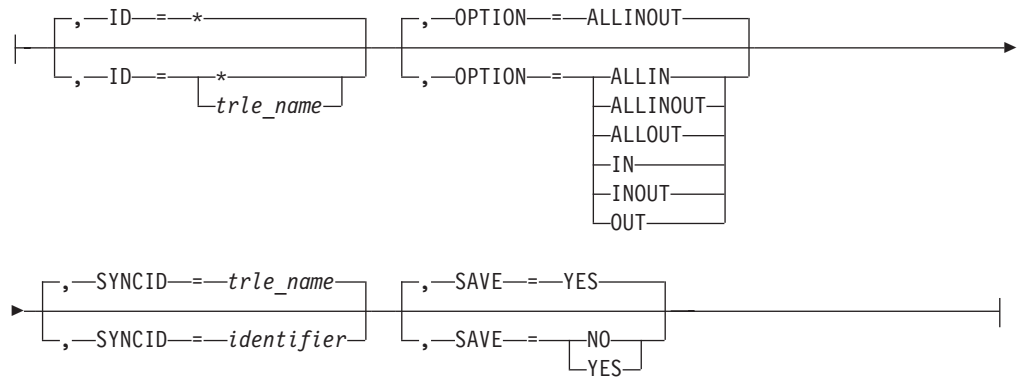 , ID = * , OPTION = ALLINOUT
, ID = * , OPTION = ALLIN
trle_name ALLINOUT
ALLOUT
IN
INOUT
OUT
, SYNCID = trle_name , SAVE = YES
, SYNCID = identifier , SAVE = NO
YES